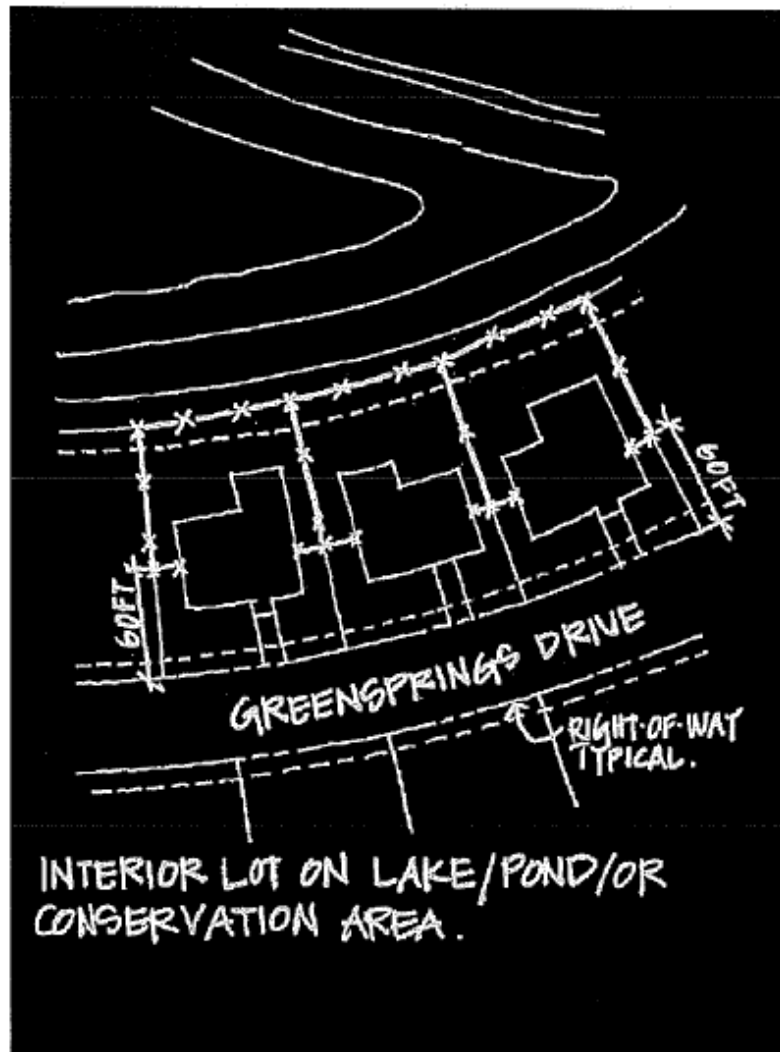 60FT
60FT
GREENSPRINGS DRIVE
RIGHT-OF-WAY
TYPICAL.
INTERIOR LOT ON LAKE/POND/OR
CONSERVATION AREA.